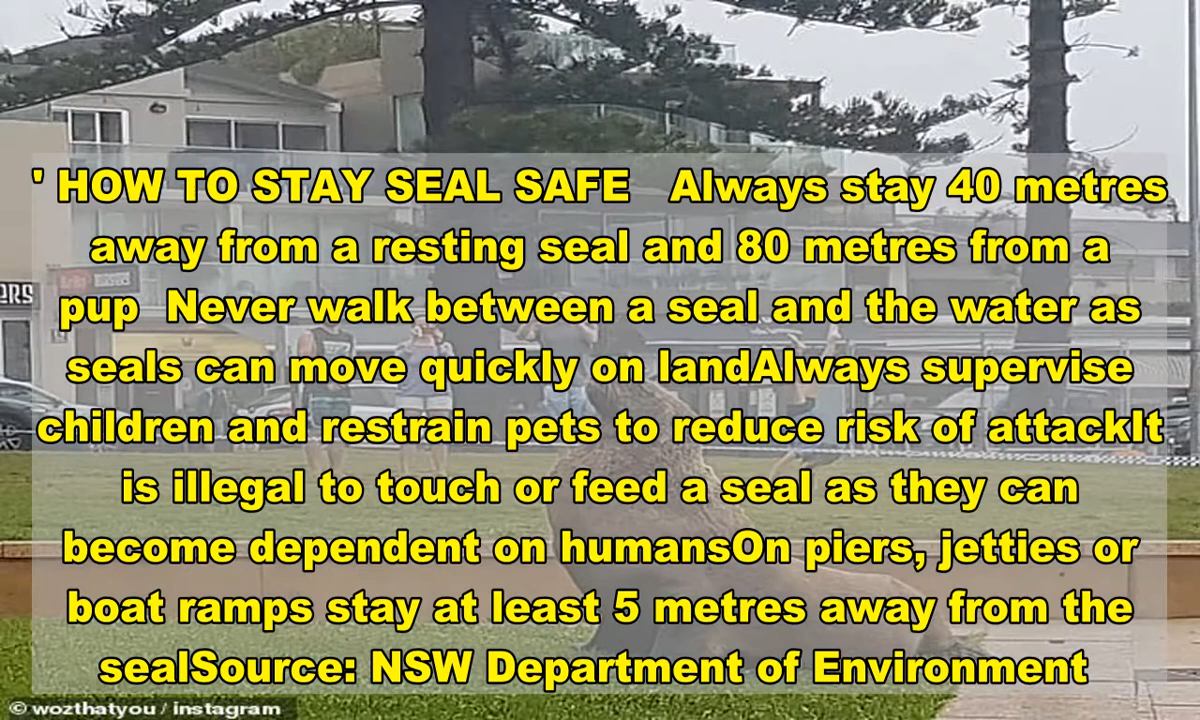 ' HOW TO STAY SEAL SAFE   Always stay 40 metres
away from a resting seal and 80 metres from a
pup  Never walk between a seal and the water as
seals can move quickly on landAlways supervise
children and restrain pets to reduce risk of attackIt
is illegal to touch or feed a seal as they can
become dependent on humansOn piers, jetties or
boat ramps stay at least 5 metres away from the
sealSource: NSW Department of Environment
ERS
© wozthatyou / instagram